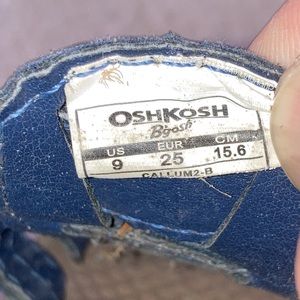 OSHKOSH
B'gosh
US EUR CM
9 25 15.6
CALLUM2-B